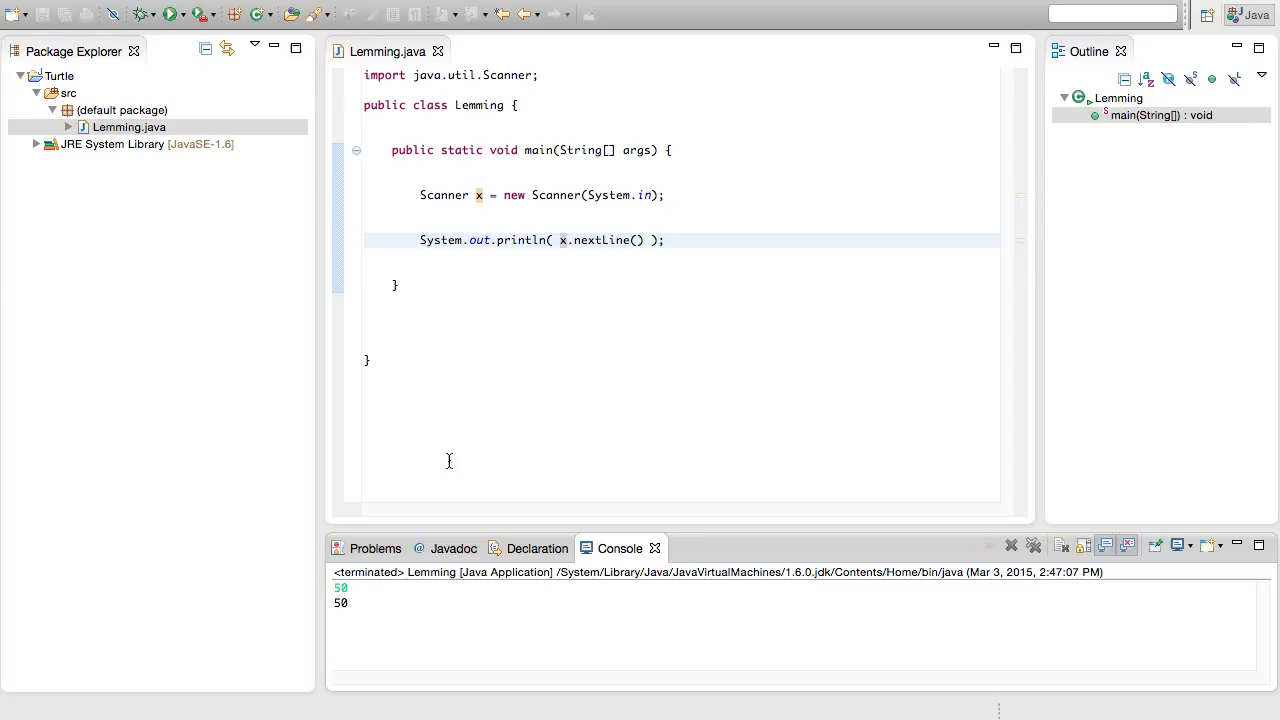 Java
Package Explorer
Turtle
src
(default package)
Lemming.java
JRE System Library [JavaSE-1.6]
Lemming.java
import java.util.Scanner;
public class Lemming {
public static void main(String[] args) {
Scanner x = new Scanner(System.in);
System.out.println( x.nextLine() );
}
}
Outline
Lemming
main(String[]) : void
Problems
Javadoc
Declaration
Console
<terminated> Lemming [Java Application] /System/Library/Java/JavaVirtualMachines/1.6.0.jdk/Contents/Home/bin/java (Mar 3, 2015, 2:47:07 PM)
50
50